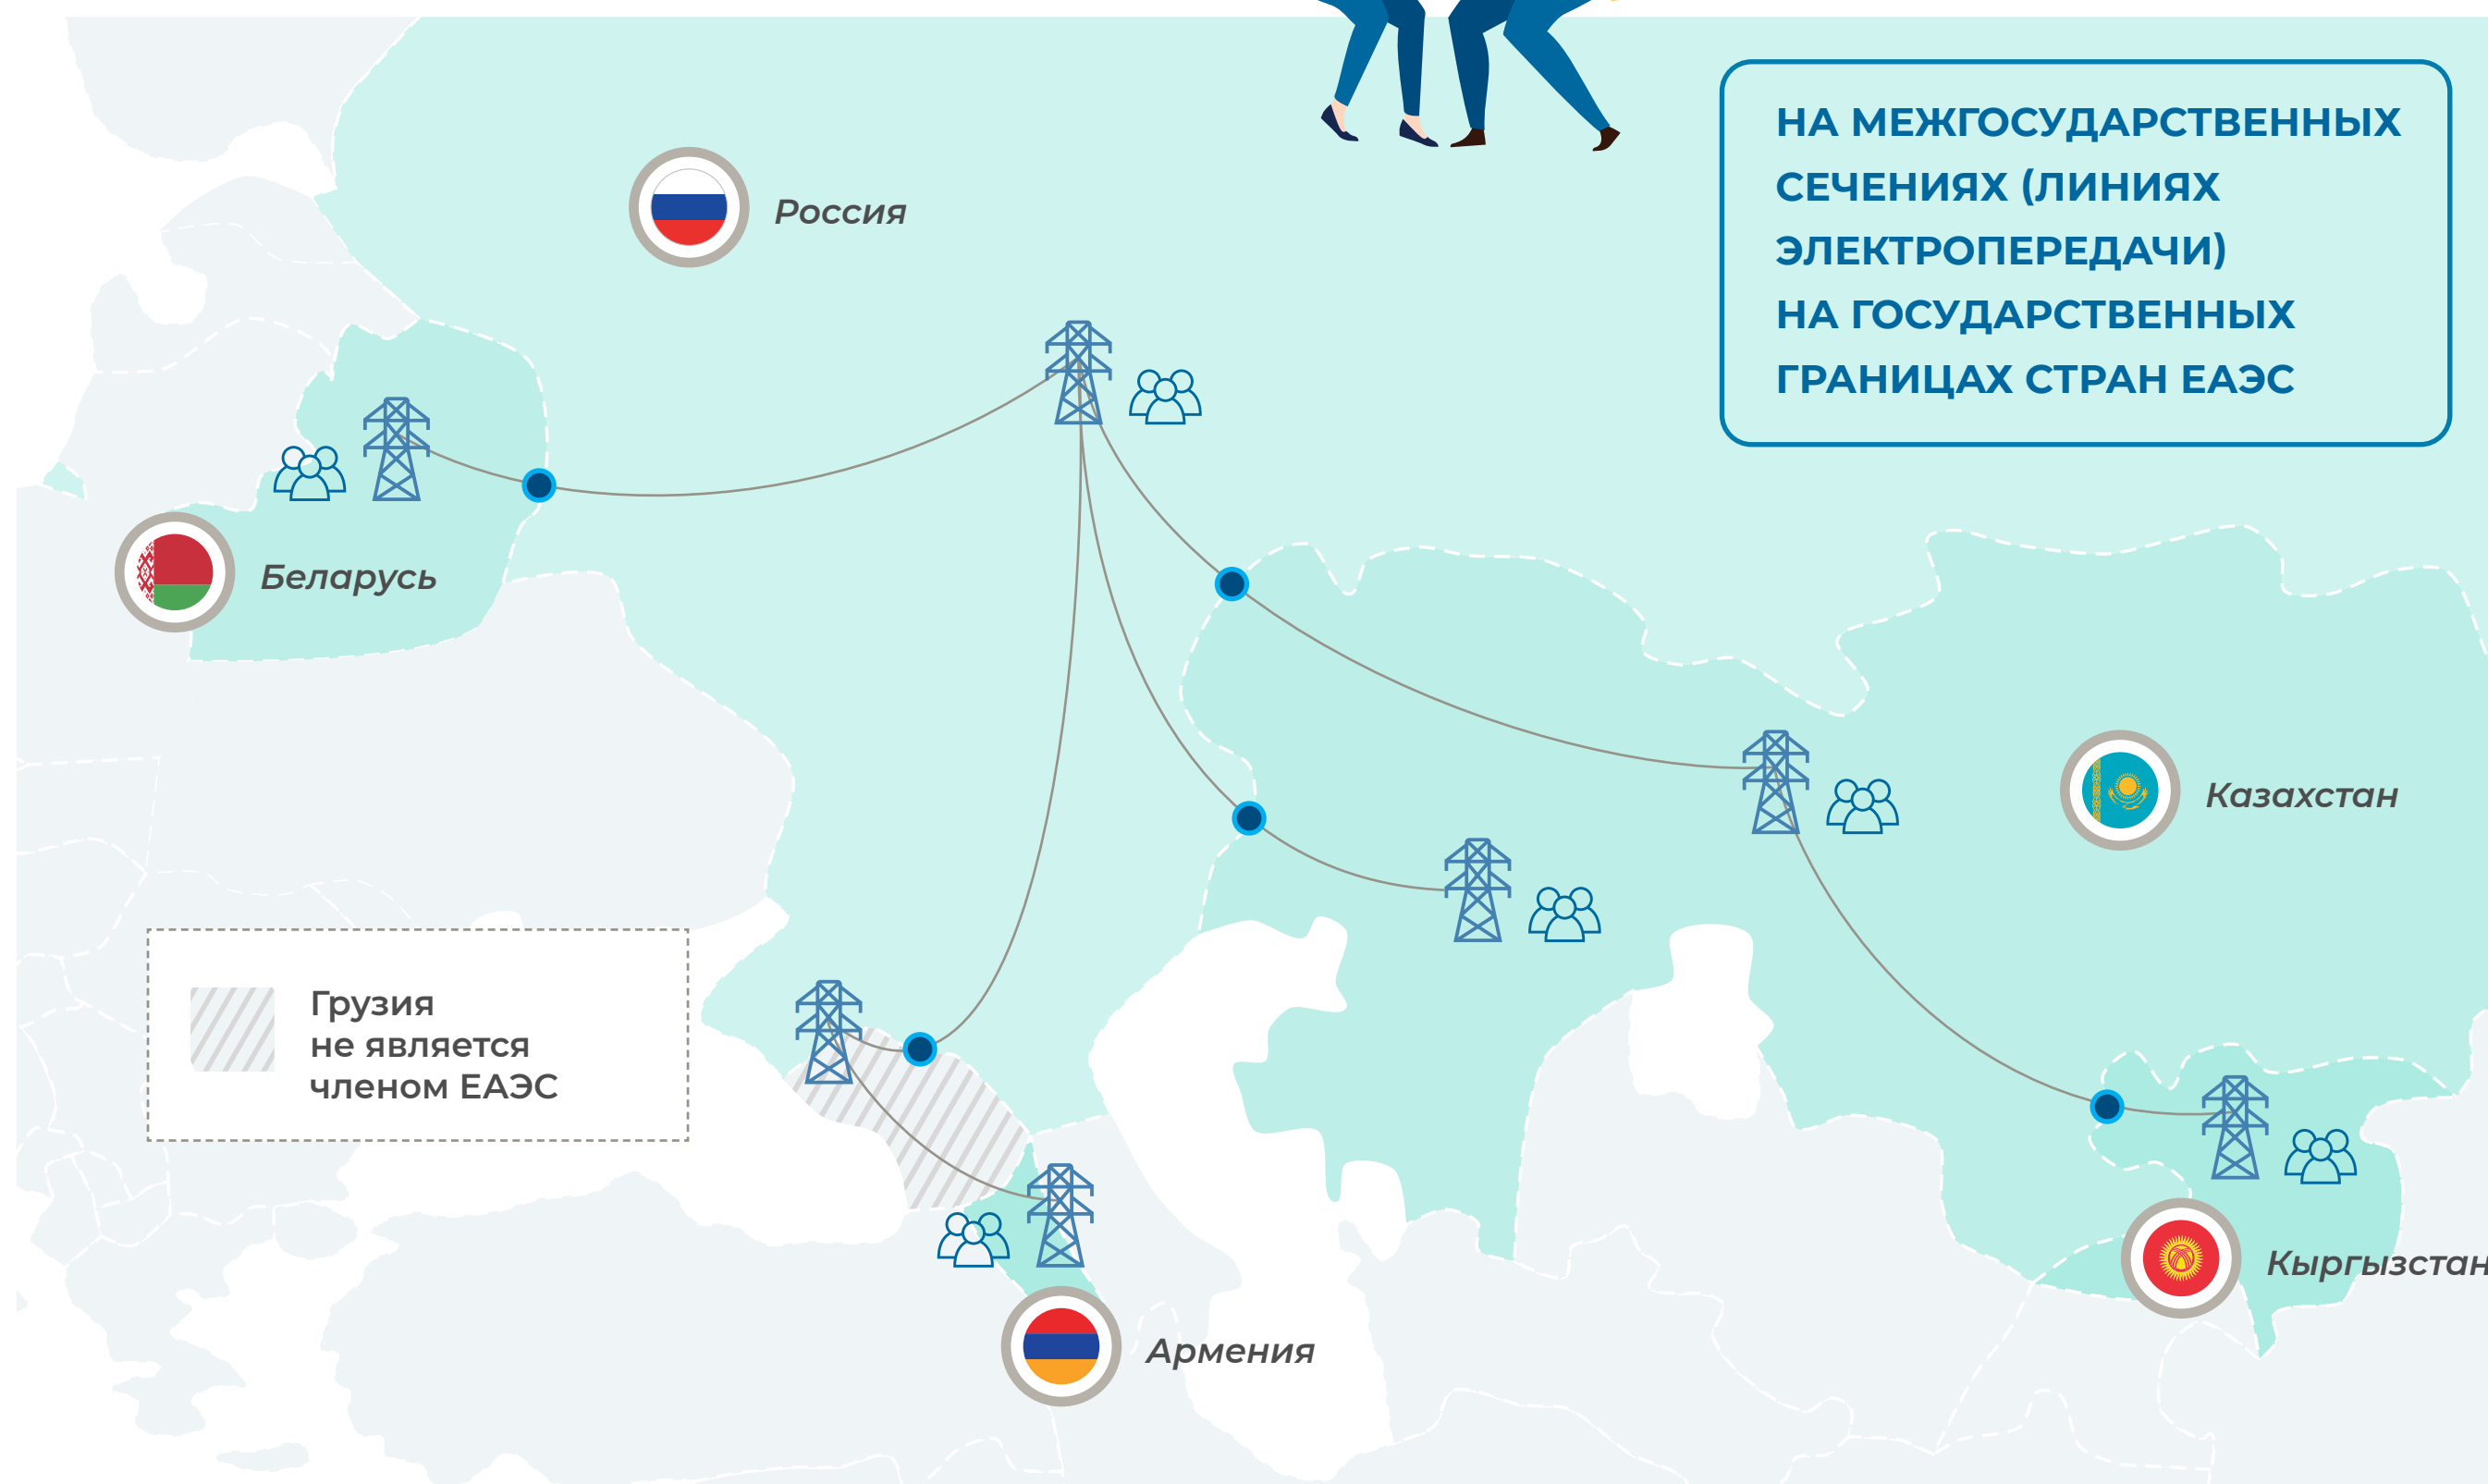 НА МЕЖГОСУДАРСТВЕННЫХ
СЕЧЕНИЯХ (ЛИНИЯХ
ЭЛЕКТРОПЕРЕДАЧИ)
НА ГОСУДАРСТВЕННЫХ
ГРАНИЦАХ СТРАН ЕАЭС
Россия
Беларусь
Казахстан
Грузия
не является
членом ЕАЭС
Кыргызстан
Армения